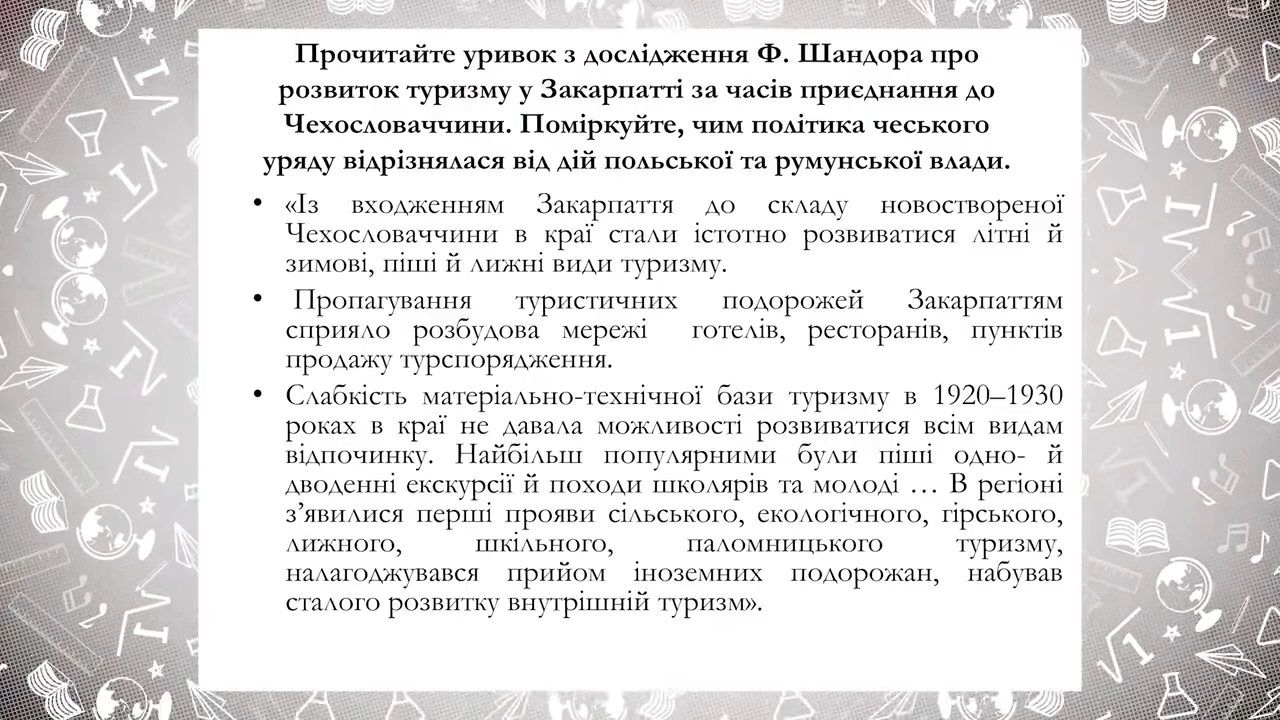 Прочитайте уривок з дослідження Ф. Шандора про
розвиток туризму у Закарпатті за часів приєднання до
Чехословаччини. Поміркуйте, чим політика чеського
уряду відрізнялася від дій польської та румунської влади.
• «Із входженням Закарпаття до складу новоствореної
Чехословаччини в краї стали істотно розвиватися літні й
зимові, піші й лижні види туризму.
• Пропагування туристичних подорожей Закарпаттям
сприяло розбудова мережі готелів, ресторанів, пунктів
продажу турспорядження.
• Слабкість матеріально-технічної бази туризму в 1920–1930
роках в краї не давала можливості розвиватися всім видам
відпочинку. Найбільш популярними були піші одно- й
дводенні екскурсії й походи школярів та молоді … В регіоні
з’явилися перші прояви сільського, екологічного, гірського,
лижного, шкільного, паломницького туризму,
налагоджувався прийом іноземних подорожан, набував
сталого розвитку внутрішній туризм».